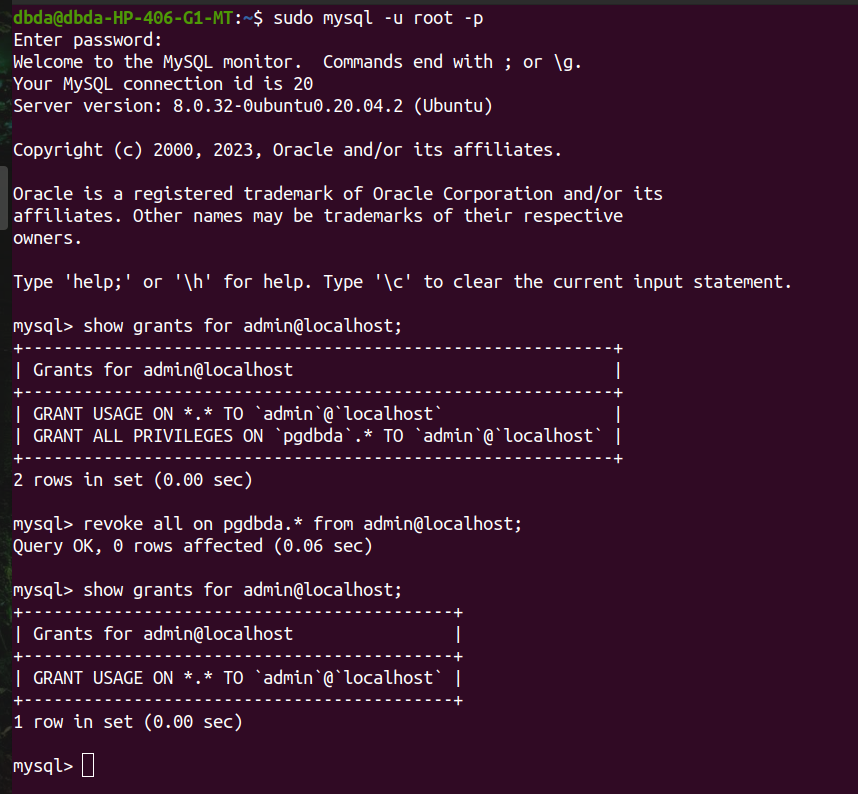 dbda@dbda-HP-406-G1-MT:~$ sudo mysql -u root -p
Enter password:
Welcome to the MySQL monitor.  Commands end with ; or \g.
Your MySQL connection id is 20
Server version: 8.0.32-0ubuntu0.20.04.2 (Ubuntu)

Copyright (c) 2000, 2023, Oracle and/or its affiliates.

Oracle is a registered trademark of Oracle Corporation and/or its
affiliates. Other names may be trademarks of their respective
owners.

Type 'help;' or '\h' for help. Type '\c' to clear the current input statement.

mysql> show grants for admin@localhost;
+-----------------------------------------------------------+
| Grants for admin@localhost                                |
+-----------------------------------------------------------+
| GRANT USAGE ON *.* TO `admin`@`localhost`                 |
| GRANT ALL PRIVILEGES ON `pgdbda`.* TO `admin`@`localhost` |
+-----------------------------------------------------------+
2 rows in set (0.00 sec)

mysql> revoke all on pgdbda.* from admin@localhost;
Query OK, 0 rows affected (0.06 sec)

mysql> show grants for admin@localhost;
+-------------------------------------------+
| Grants for admin@localhost                |
+-------------------------------------------+
| GRANT USAGE ON *.* TO `admin`@`localhost` |
+-------------------------------------------+
1 row in set (0.00 sec)

mysql>